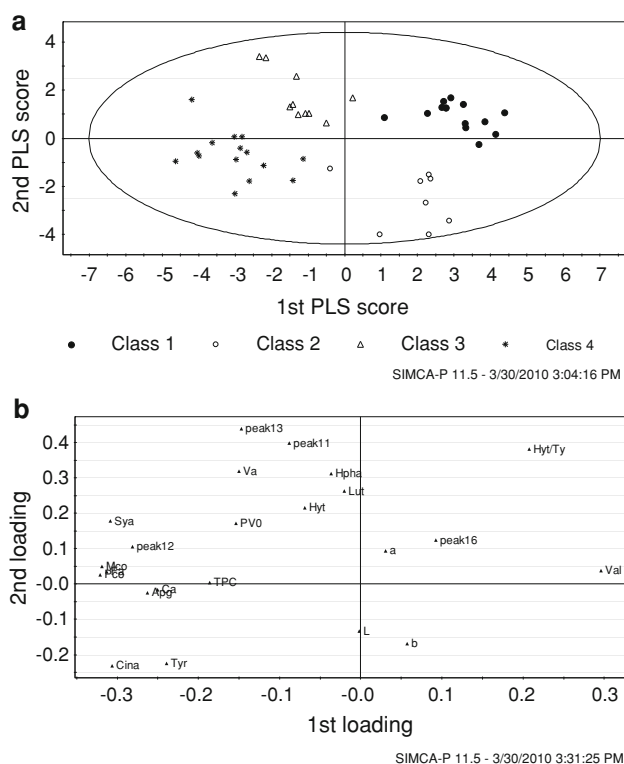 a
4
2
0
-2
-4
2nd PLS score
-7 -6 -5 -4 -3 -2 -1 0 1 2 3 4 5 6 7
1st PLS score
Class 1 Class 2 Class 3 Class 4
SIMCA-P 11.5 - 3/30/2010 3:04:16 PM
b
0.4
0.3
0.2
0.1
-0.0
-0.1
-0.2
2nd loading
peak13
peak11
Hyt/Ty
Va
Hpha
Lut
Hyt
Sya
PV0
peak12
peak16
a
Mco
Pco
Val
TPC
Ca
Apg
L
b
Cina
Tyr
-0.3 -0.2 -0.1 -0.0 0.1 0.2 0.3
1st loading
SIMCA-P 11.5 - 3/30/2010 3:31:25 PM